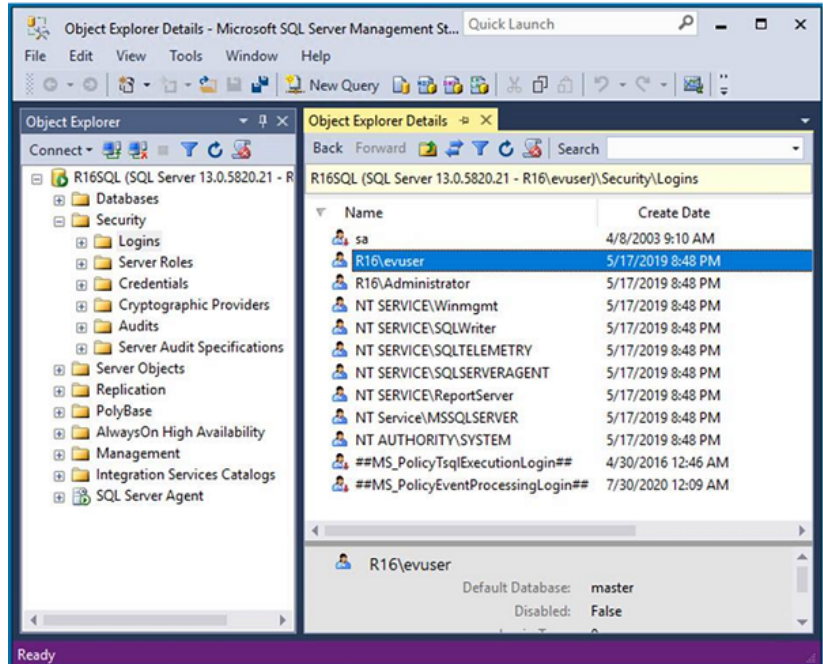 Object Explorer Details - Microsoft SQL Server Management St... Quick Launch
File Edit View Tools Window Help
New Query
Object Explorer
Connect
R16SQL (SQL Server 13.0.5820.21 - R
Databases
Security
Logins
Server Roles
Credentials
Cryptographic Providers
Audits
Server Audit Specifications
Server Objects
Replication
PolyBase
AlwaysOn High Availability
Management
Integration Services Catalogs
SQL Server Agent
Object Explorer Details
Back Forward Search
R16SQL (SQL Server 13.0.5820.21 - R16\evuser)\Security\Logins
Name Create Date
sa 4/8/2003 9:10 AM
R16\evuser 5/17/2019 8:48 PM
R16\Administrator 5/17/2019 8:48 PM
NT SERVICE\Winmgmt 5/17/2019 8:48 PM
NT SERVICE\SQLWriter 5/17/2019 8:48 PM
NT SERVICE\SQLTELEMETRY 5/17/2019 8:48 PM
NT SERVICE\SQLSERVERAGENT 5/17/2019 8:48 PM
NT SERVICE\ReportServer 5/17/2019 8:48 PM
NT Service\MSSQLSERVER 5/17/2019 8:48 PM
NT AUTHORITY\SYSTEM 5/17/2019 8:48 PM
##MS_PolicyTsqlExecutionLogin## 4/30/2016 12:46 AM
##MS_PolicyEventProcessingLogin## 7/30/2020 12:09 AM
R16\evuser
Default Database: master
Disabled: False
Ready